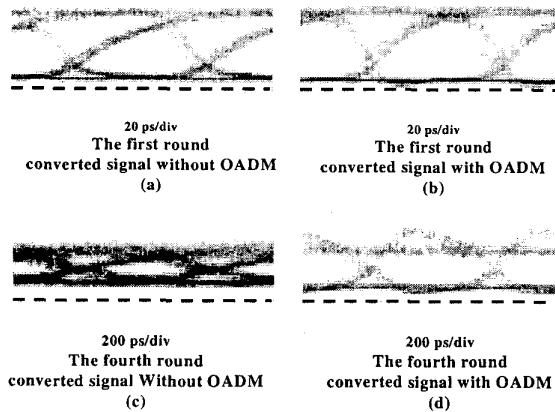 20 ps/div
The first round
converted signal without OADM
(a)
20 ps/div
The first round
converted signal with OADM
(b)
200 ps/div
The fourth round
converted signal Without OADM
(c)
200 ps/div
The fourth round
converted signal with OADM
(d)